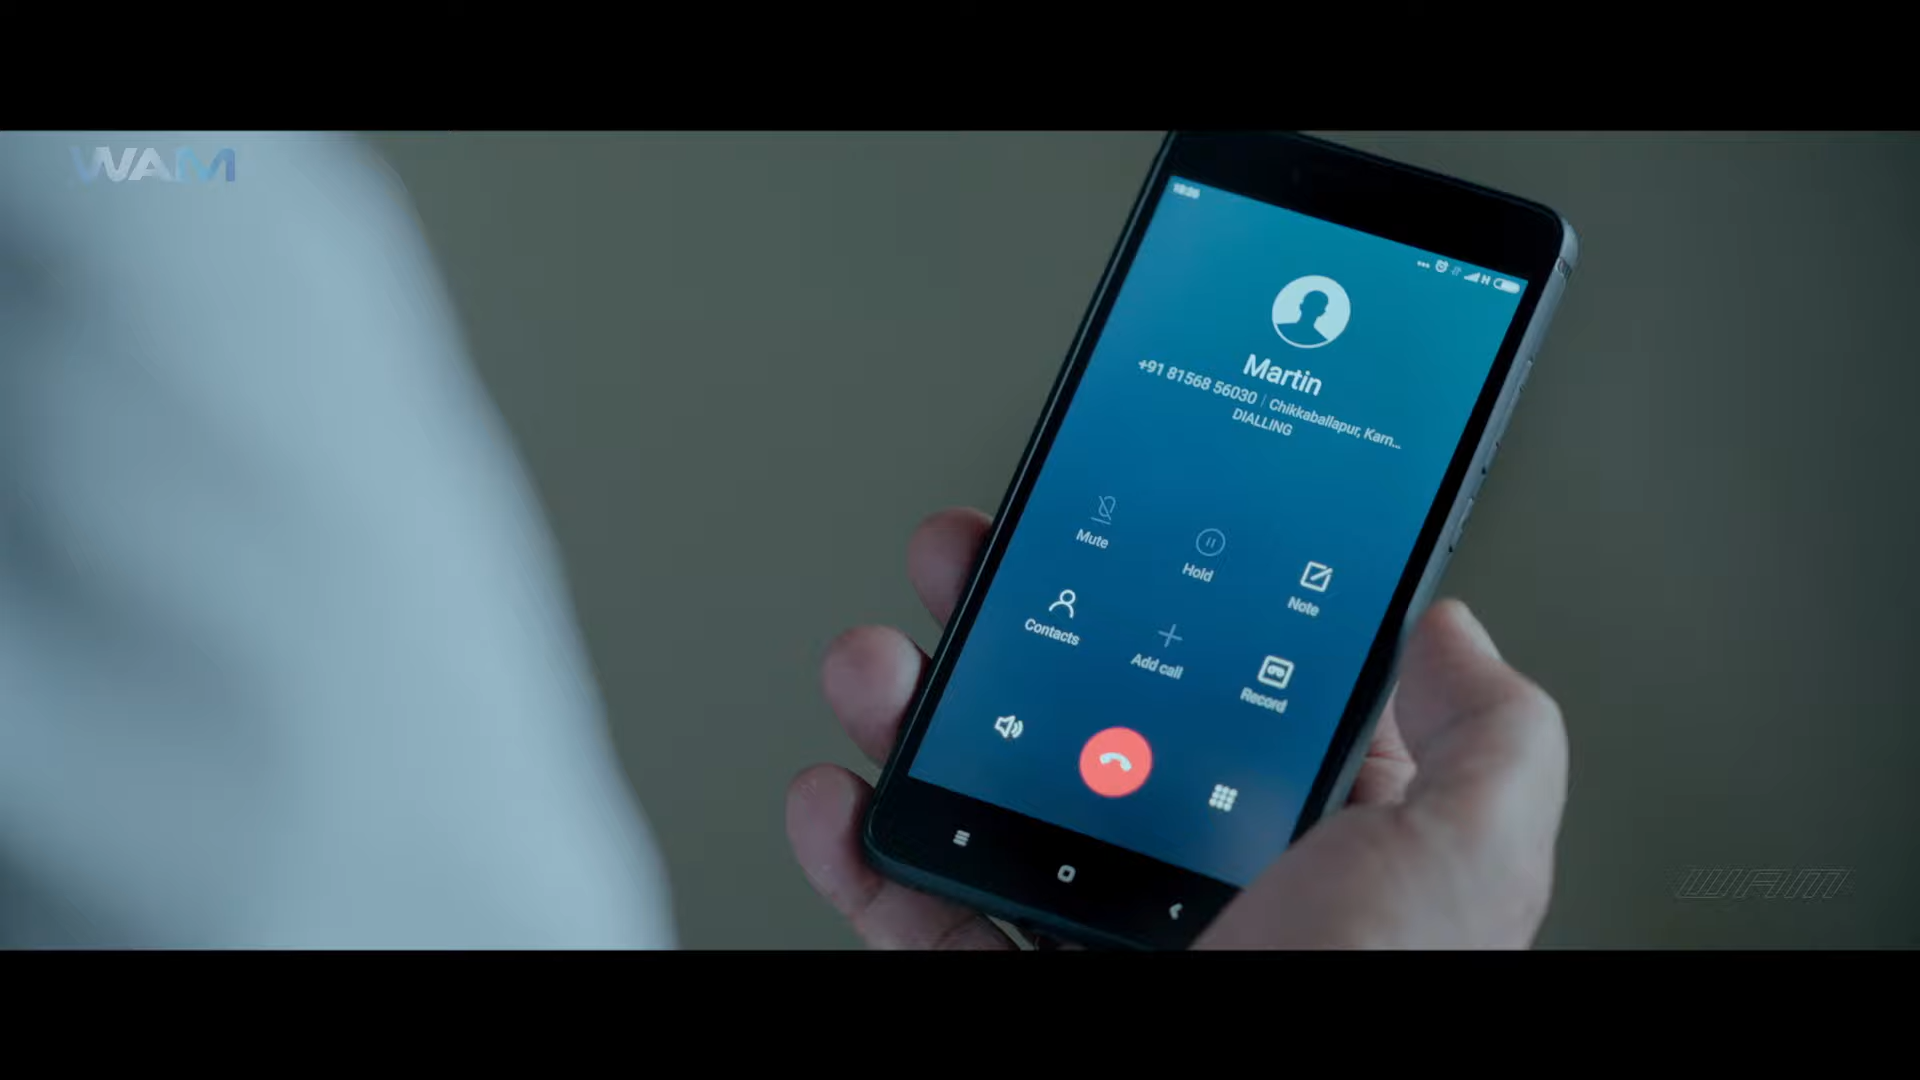 WAM
Martin
+91 81568 56030 | Chikkaballapur, Karn...
DIALLING
Mute
Hold
Note
Contacts
Add call
Record
WAM